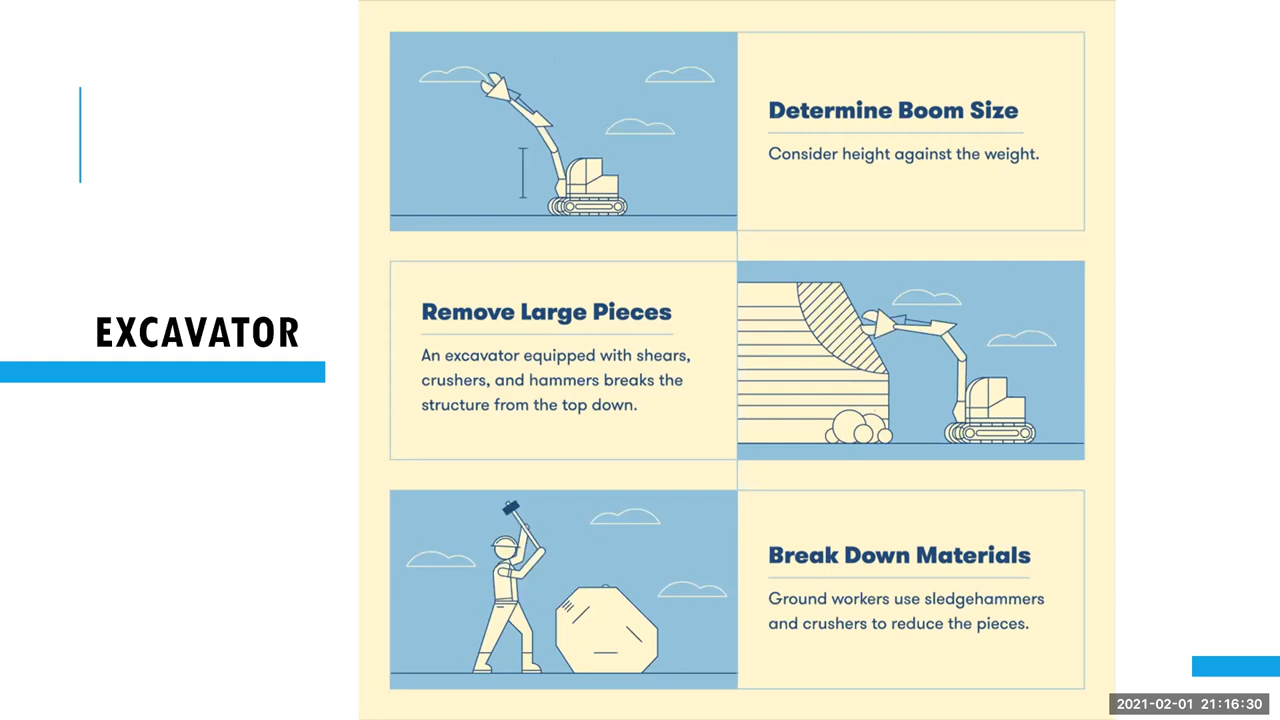 EXCAVATOR
Determine Boom Size
Consider height against the weight.
Remove Large Pieces
An excavator equipped with shears,
crushers, and hammers breaks the
structure from the top down.
Break Down Materials
Ground workers use sledgehammers
and crushers to reduce the pieces.
2021-02-01 21:16:30